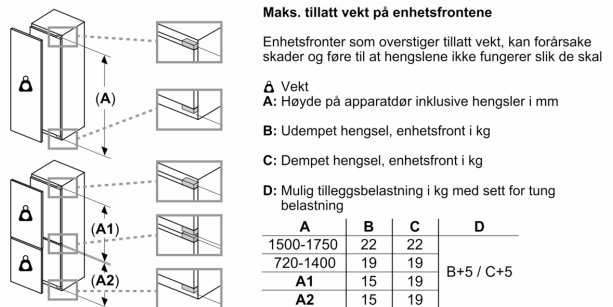 Maks. tillatt vekt på enhetsfrontene
Enhetsfronter som overstiger tillatt vekt, kan forårsake
skader og føre til at hengslene ikke fungerer slik de skal
Vekt
A: Høyde på apparatdør inklusive hengsler i mm
B: Udempet hengsel, enhetsfront i kg
C: Dempet hengsel, enhetsfront i kg
D: Mulig tilleggsbelastning i kg med sett for tung
belastning
A B C D
1500-1750 22 22
720-1400 19 19
B+5 / C+5
A1 15 19
A2 15 19
(A)
(A1)
(A2)